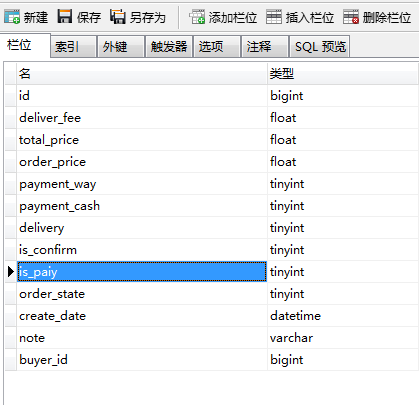 新建 保存 另存为 添加栏位 插入栏位 删除栏位
栏位 索引 外键 触发器 选项 注释 SQL 预览
名 类型
id bigint
deliver_fee float
total_price float
order_price float
payment_way tinyint
payment_cash tinyint
delivery tinyint
is_confirm tinyint
is_paiy tinyint
order_state tinyint
create_date datetime
note varchar
buyer_id bigint